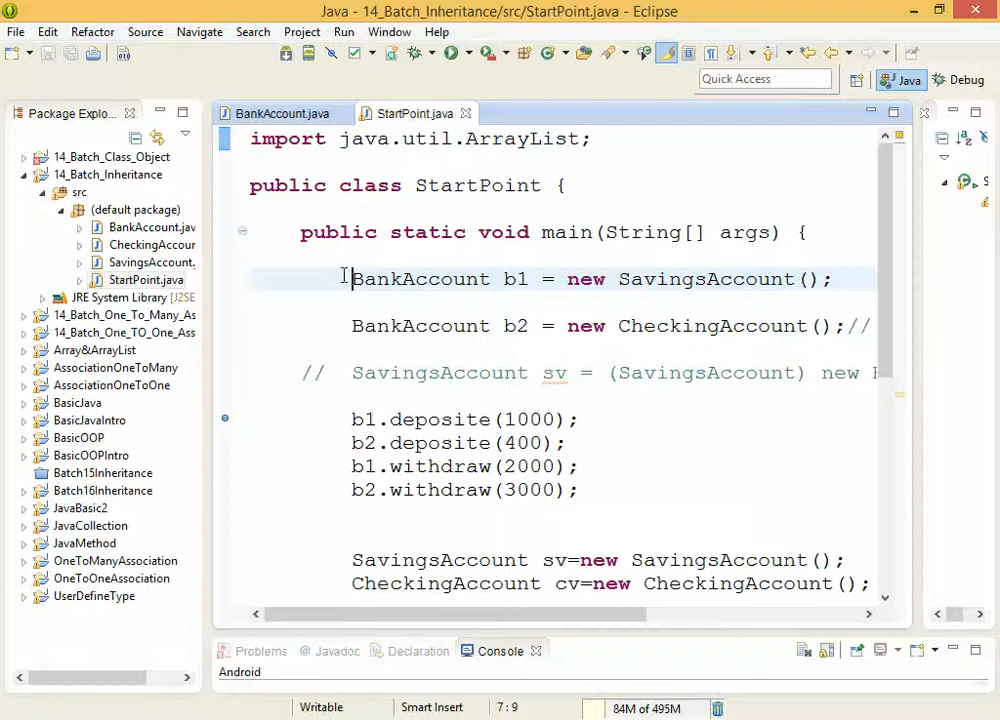 Java - 14_Batch_Inheritance/src/StartPoint.java - Eclipse
File Edit Refactor Source Navigate Search Project Run Window Help
Quick Access
Java
Debug
Package Explo...
14_Batch_Class_Object
14_Batch_Inheritance
src
(default package)
BankAccount.jav
CheckingAccour
SavingsAccount.
StartPoint.java
JRE System Library [J2SE
14_Batch_One_To_Many_As
14_Batch_One_TO_One_Ass
Array&ArrayList
AssociationOneToMany
AssociationOneToOne
BasicJava
BasicJavaIntro
BasicOOP
BasicOOPIntro
Batch15Inheritance
Batch16Inheritance
JavaBasic2
JavaCollection
JavaMethod
OneToManyAssociation
OneToOneAssociation
UserDefineType
BankAccount.java
StartPoint.java
import java.util.ArrayList;
public class StartPoint {
public static void main(String[] args) {
BankAccount b1 = new SavingsAccount();
BankAccount b2 = new CheckingAccount();//
// SavingsAccount sv = (SavingsAccount) new
b1.deposite(1000);
b2.deposite(400);
b1.withdraw(2000);
b2.withdraw(3000);
SavingsAccount sv=new SavingsAccount();
CheckingAccount cv=new CheckingAccount();
Problems @ Javadoc Declaration Console
Android
Writable Smart Insert 7 : 9 84M of 495M